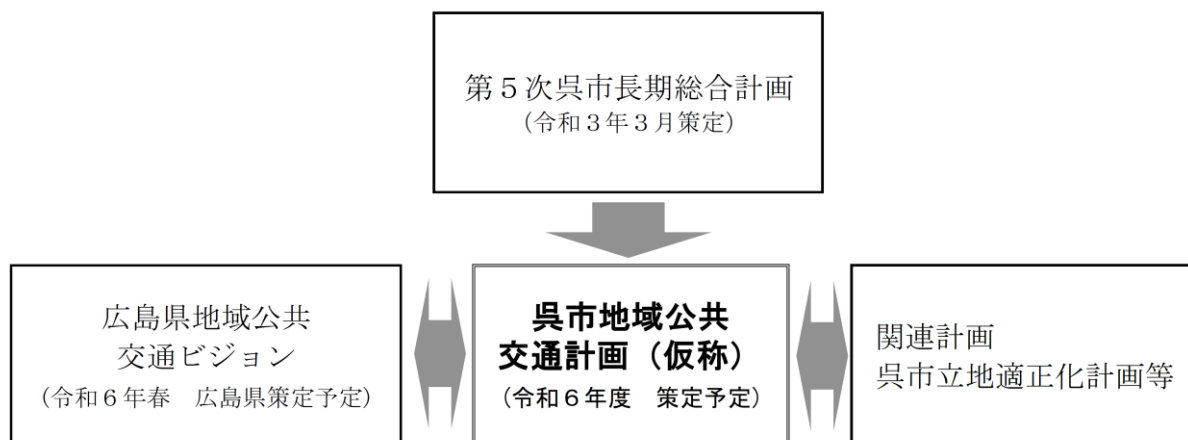 第５次呉市長期総合計画
（令和３年３月策定）
広島県地域公共
交通ビジョン
（令和６年春　広島県策定予定）
呉市地域公共
交通計画（仮称）
（令和６年度　策定予定）
関連計画
呉市立地適正化計画等